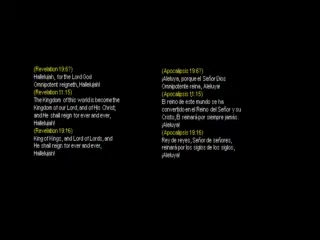 (Revelation 19:6?)
Hallelujah, for the Lord God
Omnipotent reigneth, Hallelujah!
(Revelation 11:15)
The Kingdom of this world is become the
Kingdom of our Lord, and of His Christ;
and He shall reign for ever and ever,
Hallelujah!
(Revelation 19:16)
King of Kings, and Lord of Lords, and
He shall reign for ever and ever,
Hallelujah!
(Apocalipsis 19:6?)
¡Aleluya, porque el Señor Dios
Omnipotente reina, Aleluya!
(Apocalipsis 11:15)
El reino de este mundo se ha
convertido en el Reino del Señor y su
Cristo, Él reinará por siempre jamás.
¡Aleluya!
(Apocalipsis 19:16)
Rey de reyes, Señor de señores,
reinará por los siglos de los siglos,
¡Aleluya!